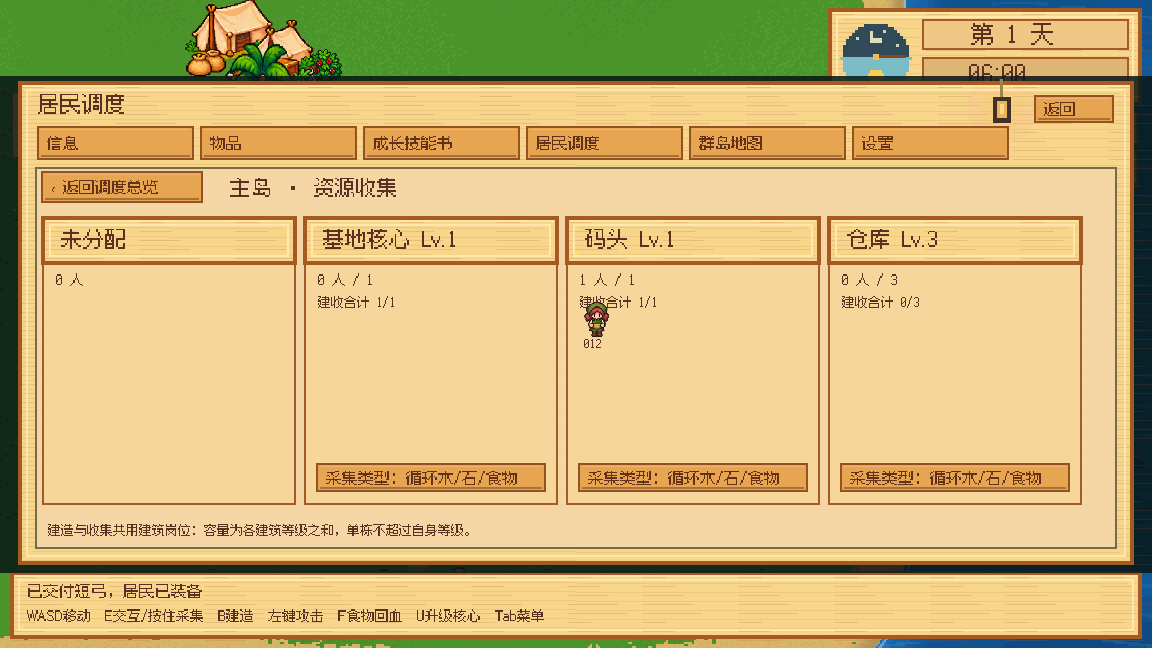 第 1 天
06:00
居民调度
返回
信息
物品
成长技能书
居民调度
群岛地图
设置
‹ 返回调度总览
主岛 · 资源收集
未分配
0 人
基地核心 Lv.1
0 人 / 1
建收合计 1/1
采集类型: 循环木/石/食物
码头 Lv.1
1 人 / 1
建收合计 1/1
012
采集类型: 循环木/石/食物
仓库 Lv.3
0 人 / 3
建收合计 0/3
采集类型: 循环木/石/食物
建造与收集共用建筑岗位: 容量为各建筑等级之和, 单栋不超过自身等级。
已交付短弓, 居民已装备
WASD移动 E交互/按住采集 B建造 左键攻击 F食物回血 U升级核心 Tab菜单